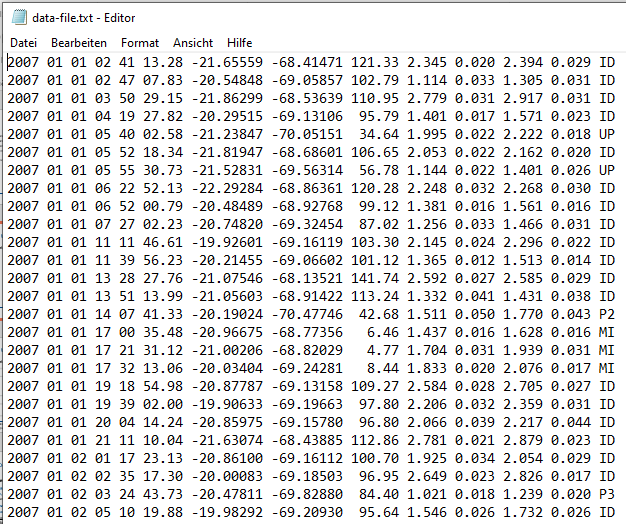 data-file.txt - Editor
Datei Bearbeiten Format Ansicht Hilfe
2007 01 01 02 41 13.28 -21.65559 -68.41471 121.33 2.345 0.020 2.394 0.029 ID
2007 01 01 02 47 07.83 -20.54848 -69.05857 102.79 1.114 0.033 1.305 0.031 ID
2007 01 01 03 50 29.15 -21.86299 -68.53639 110.95 2.779 0.031 2.917 0.031 ID
2007 01 01 04 19 27.82 -20.29515 -69.13106 95.79 1.401 0.017 1.571 0.023 ID
2007 01 01 05 40 02.58 -21.23847 -70.05151 34.64 1.995 0.022 2.222 0.018 UP
2007 01 01 05 52 18.34 -21.81947 -68.68601 106.65 2.053 0.022 2.162 0.020 ID
2007 01 01 05 55 30.73 -21.52831 -69.56314 56.78 1.144 0.022 1.401 0.026 UP
2007 01 01 06 22 52.13 -22.29284 -68.86361 120.28 2.248 0.032 2.268 0.030 ID
2007 01 01 06 52 00.79 -20.48489 -68.92768 99.12 1.381 0.016 1.561 0.016 ID
2007 01 01 07 27 02.23 -20.74820 -69.32454 87.02 1.256 0.033 1.466 0.031 ID
2007 01 01 11 11 46.61 -19.92601 -69.16119 103.30 2.145 0.024 2.296 0.022 ID
2007 01 01 11 39 56.23 -20.21455 -69.06602 101.12 1.365 0.012 1.513 0.014 ID
2007 01 01 13 28 27.76 -21.07546 -68.13521 141.74 2.592 0.027 2.585 0.029 ID
2007 01 01 13 51 13.99 -21.05603 -68.91422 113.24 1.332 0.041 1.431 0.038 ID
2007 01 01 14 07 41.33 -20.19024 -70.47746 42.68 1.511 0.050 1.770 0.043 P2
2007 01 01 17 00 35.48 -20.96675 -68.77356 6.46 1.437 0.016 1.628 0.016 MI
2007 01 01 17 21 31.12 -21.00206 -68.82029 4.77 1.704 0.031 1.939 0.031 MI
2007 01 01 17 32 13.06 -20.03404 -69.24281 8.44 1.833 0.020 2.076 0.017 MI
2007 01 01 19 18 54.98 -20.87787 -69.13158 109.27 2.584 0.028 2.705 0.027 ID
2007 01 01 19 39 02.00 -19.90633 -69.19663 97.80 2.206 0.032 2.359 0.031 ID
2007 01 01 20 04 14.24 -20.85975 -69.15780 96.80 2.066 0.039 2.217 0.044 ID
2007 01 01 21 11 10.04 -21.63074 -68.43885 112.86 2.781 0.021 2.879 0.023 ID
2007 01 02 01 17 23.13 -20.86100 -69.16112 100.70 1.925 0.034 2.054 0.029 ID
2007 01 02 02 35 17.30 -20.00083 -69.18503 96.95 2.649 0.023 2.826 0.017 ID
2007 01 02 03 24 43.73 -20.47811 -69.82880 84.40 1.021 0.018 1.239 0.020 P3
2007 01 02 05 10 19.88 -19.98292 -69.20930 95.64 1.546 0.026 1.732 0.026 ID